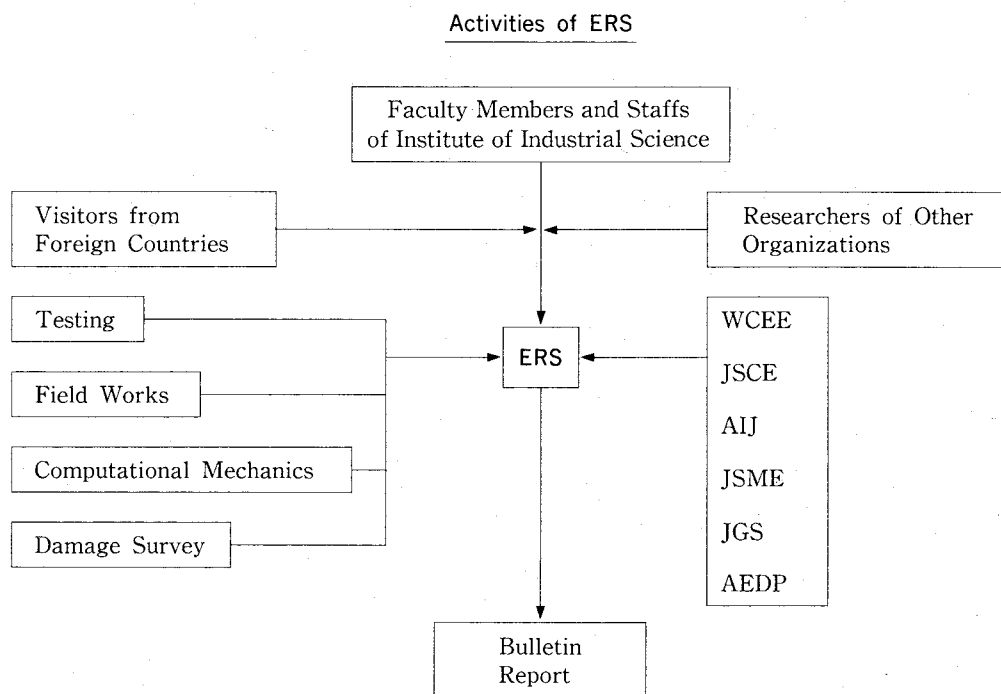 Activities of ERS
Faculty Members and Staffs
of Institute of Industrial Science
Visitors from
Foreign Countries
Researchers of Other
Organizations
Testing
Field Works
Computational Mechanics
Damage Survey
ERS
WCEE
JSCE
AIJ
JSME
JGS
AEDP
Bulletin
Report